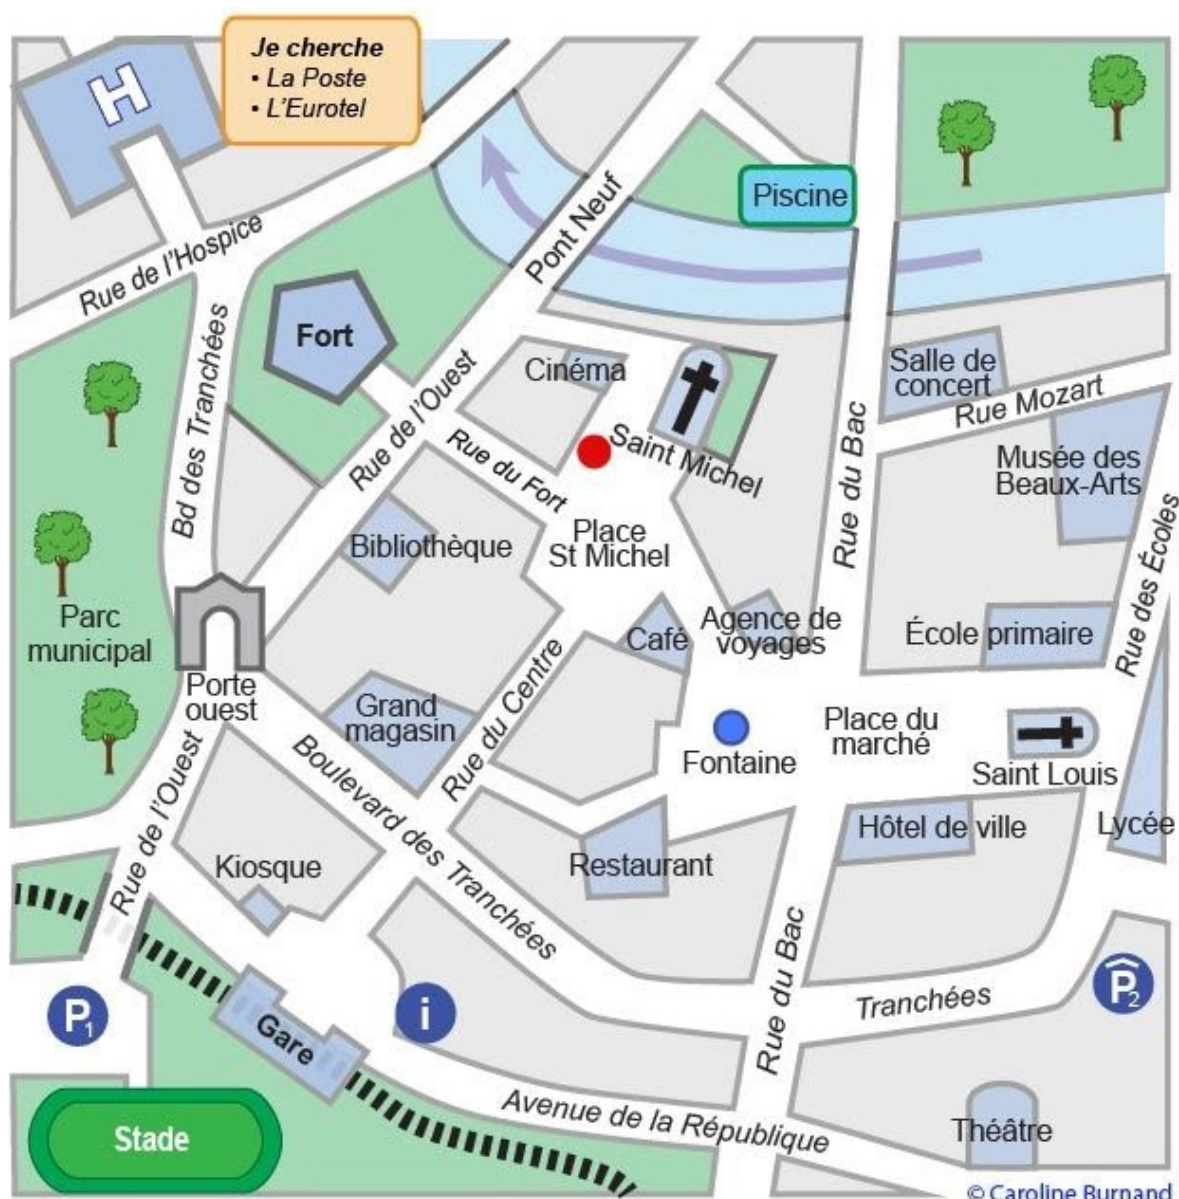 Je cherche
• La Poste
• L'Eurotel
H
Piscine
Pont Neuf
Rue de l'Hospice
Fort
Bd des Tranchées
Rue de l'Ouest
Cinéma
Salle de
concert
Rue Mozart
Rue du Fort
Saint Michel
Rue du Bac
Musée des
Beaux-Arts
Bibliothèque
Place
St Michel
Rue des Écoles
Parc
municipal
Café
Agence de
voyages
École primaire
Porte
ouest
Grand
magasin
Rue du Centre
Place du
marché
Fontaine
Saint Louis
Rue de l'Ouest
Boulevard des Tranchées
Hôtel de ville
Lycée
Kiosque
Restaurant
Rue du Bac
Tranchées
P2
P1
i
Gare
Avenue de la République
Stade
Théâtre
© Caroline Burnand